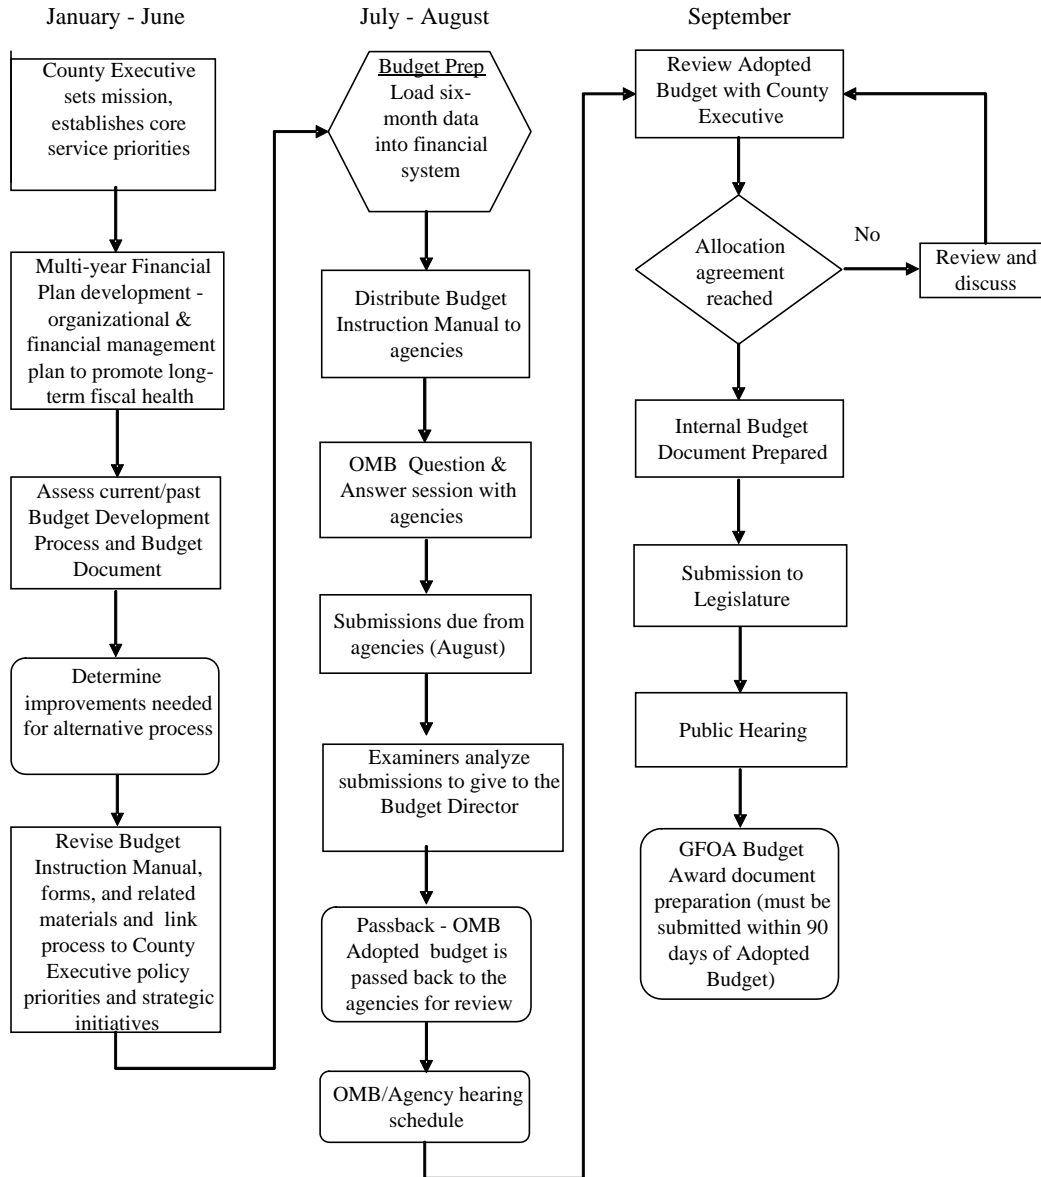 January - June
County Executive
sets mission,
establishes core
service priorities
Multi-year Financial
Plan development -
organizational &
financial management
plan to promote long-
term fiscal health
Assess current/past
Budget Development
Process and Budget
Document
Determine
improvements needed
for alternative process
Revise Budget
Instruction Manual,
forms, and related
materials and link
process to County
Executive policy
priorities and strategic
initiatives
July - August
Budget Prep
Load six-
month data
into financial
system
Distribute Budget
Instruction Manual to
agencies
OMB Question &
Answer session with
agencies
Submissions due from
agencies (August)
Examiners analyze
submissions to give to the
Budget Director
Passback - OMB
Adopted budget is
passed back to the
agencies for review
OMB/Agency hearing
schedule
September
Review Adopted
Budget with County
Executive
Allocation
agreement
reached
No
Review and
discuss
Internal Budget
Document Prepared
Submission to
Legislature
Public Hearing
GFOA Budget
Award document
preparation (must be
submitted within 90
days of Adopted
Budget)